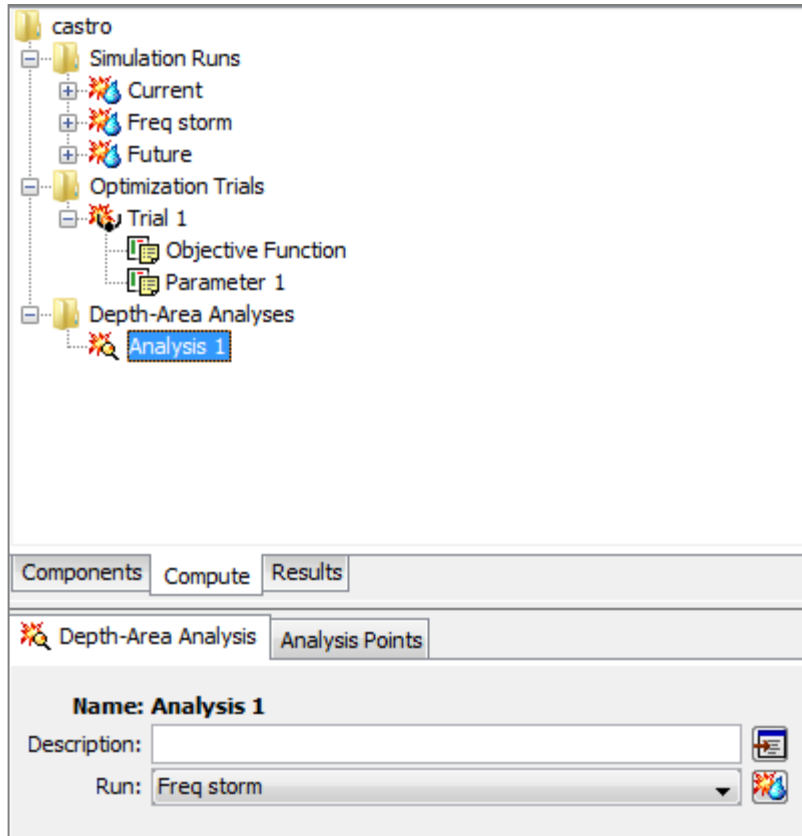 castro
Simulation Runs
Current
Freq storm
Future
Optimization Trials
Trial 1
Objective Function
Parameter 1
Depth-Area Analyses
Analysis 1
Components Compute Results
Depth-Area Analysis Analysis Points
Name: Analysis 1
Description:
Run: Freq storm